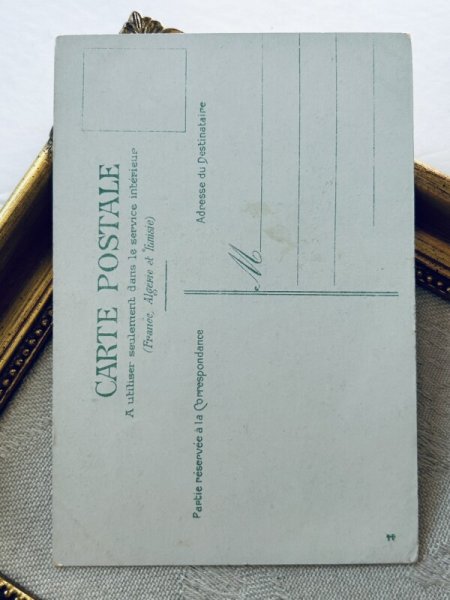 CARTE POSTALE
A utiliser seulement dans le service intérieur
(France, Algérie et Tunisie)
Partie réservée à la Correspondance
Adresse du Destinataire
M